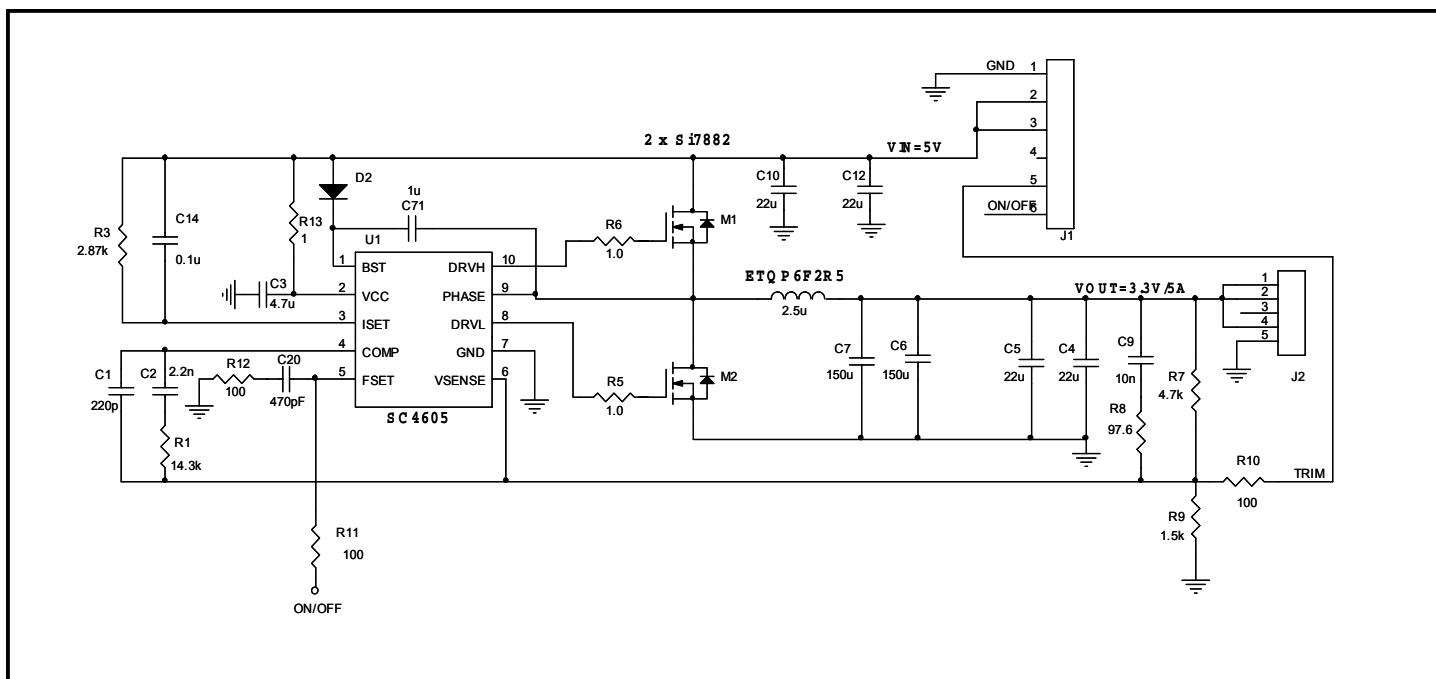 GND
1
2
3
4
5
6
ON/OFF
J1
2 x Si7882
VIN=5V
D2
1u
C71
C10
22u
C12
22u
R3
2.87k
C14
0.1u
R13
1
U1
R6
1.0
M1
C3
4.7u
1
BST
DRVH
10
2
VCC
PHASE
9
3
ISET
DRVL
8
4
COMP
GND
7
5
FSET
VSENSE
6
SC4605
ETQP6F2R5
2.5u
VOUT=3.3V/5A
1
2
3
4
5
J2
C1
220p
C2
2.2n
R12
100
C20
470pF
R1
14.3k
R5
1.0
M2
C7
150u
C6
150u
C5
22u
C4
22u
C9
10n
R8
97.6
R7
4.7k
R10
100
TRIM
R9
1.5k
R11
100
ON/OFF